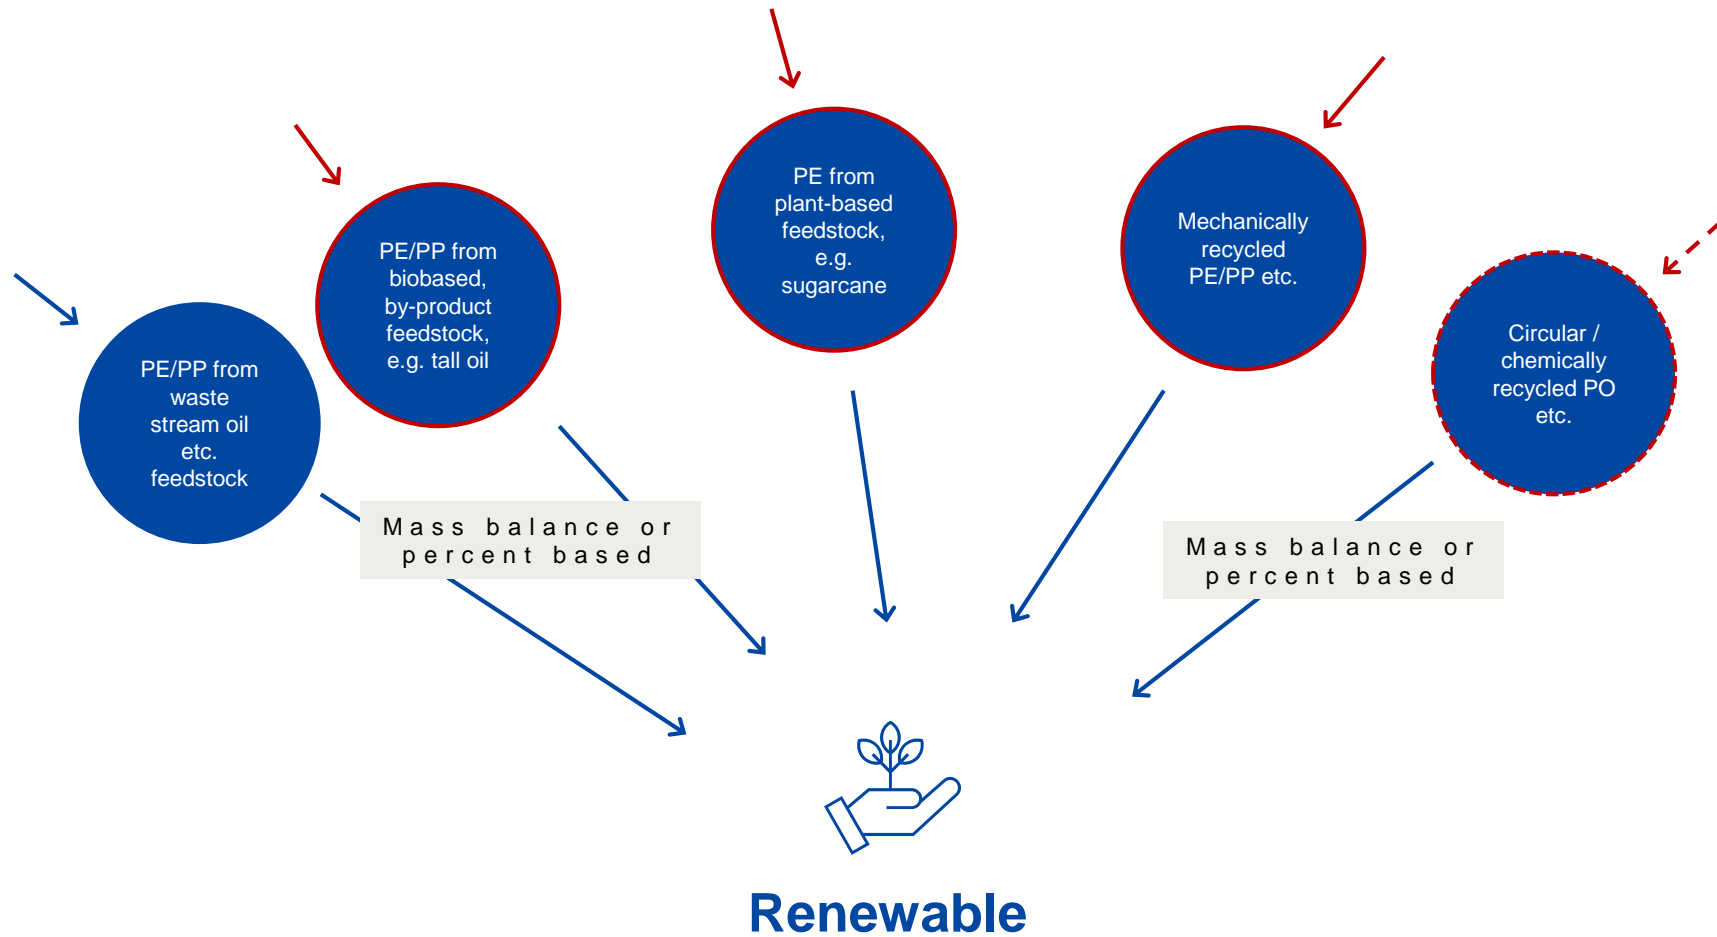 PE/PP from
waste
stream oil
etc.
feedstock
PE/PP from
biobased,
by-product
feedstock,
e.g. tall oil
PE from
plant-based
feedstock,
e.g.
sugarcane
Mechanically
recycled
PE/PP etc.
Circular /
chemically
recycled PO
etc.
Mass balance or
percent based
Mass balance or
percent based
Renewable